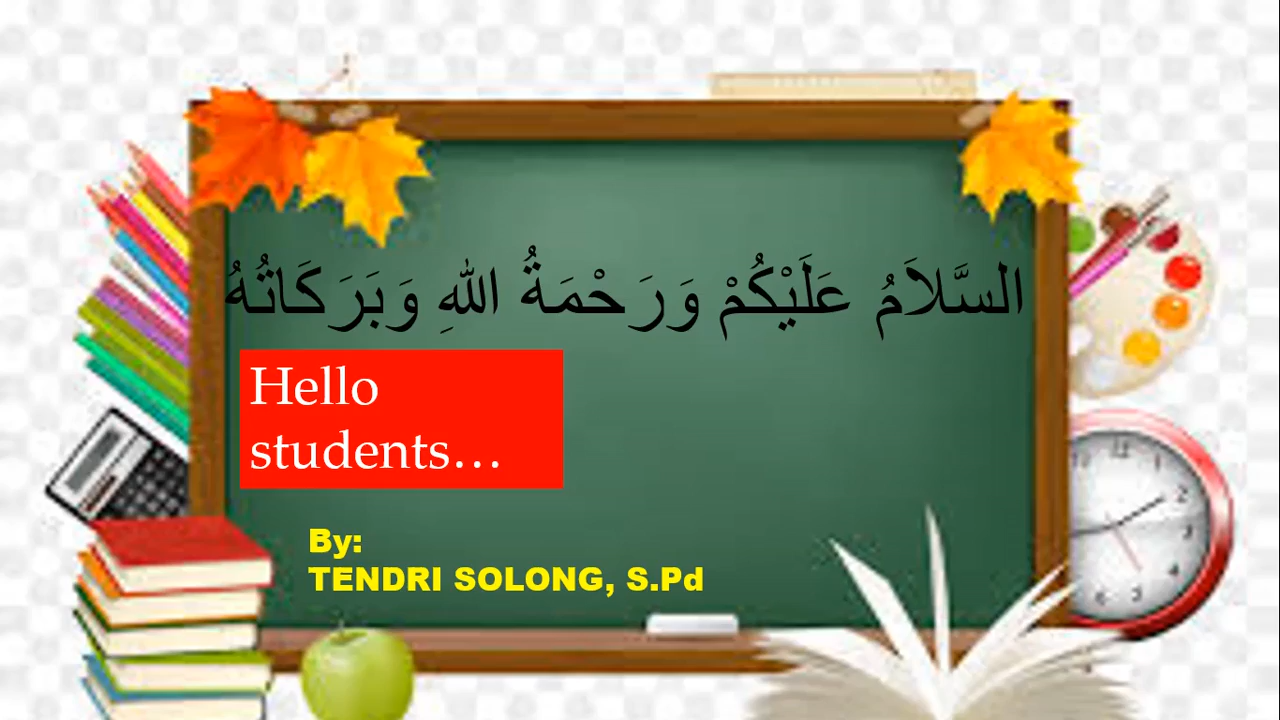 السَّلاَمُ عَلَيْكُمْ وَرَحْمَةُ اللهِ وَبَرَكَاتُهُ
Hello
students…
By:
TENDRI SOLONG, S.Pd